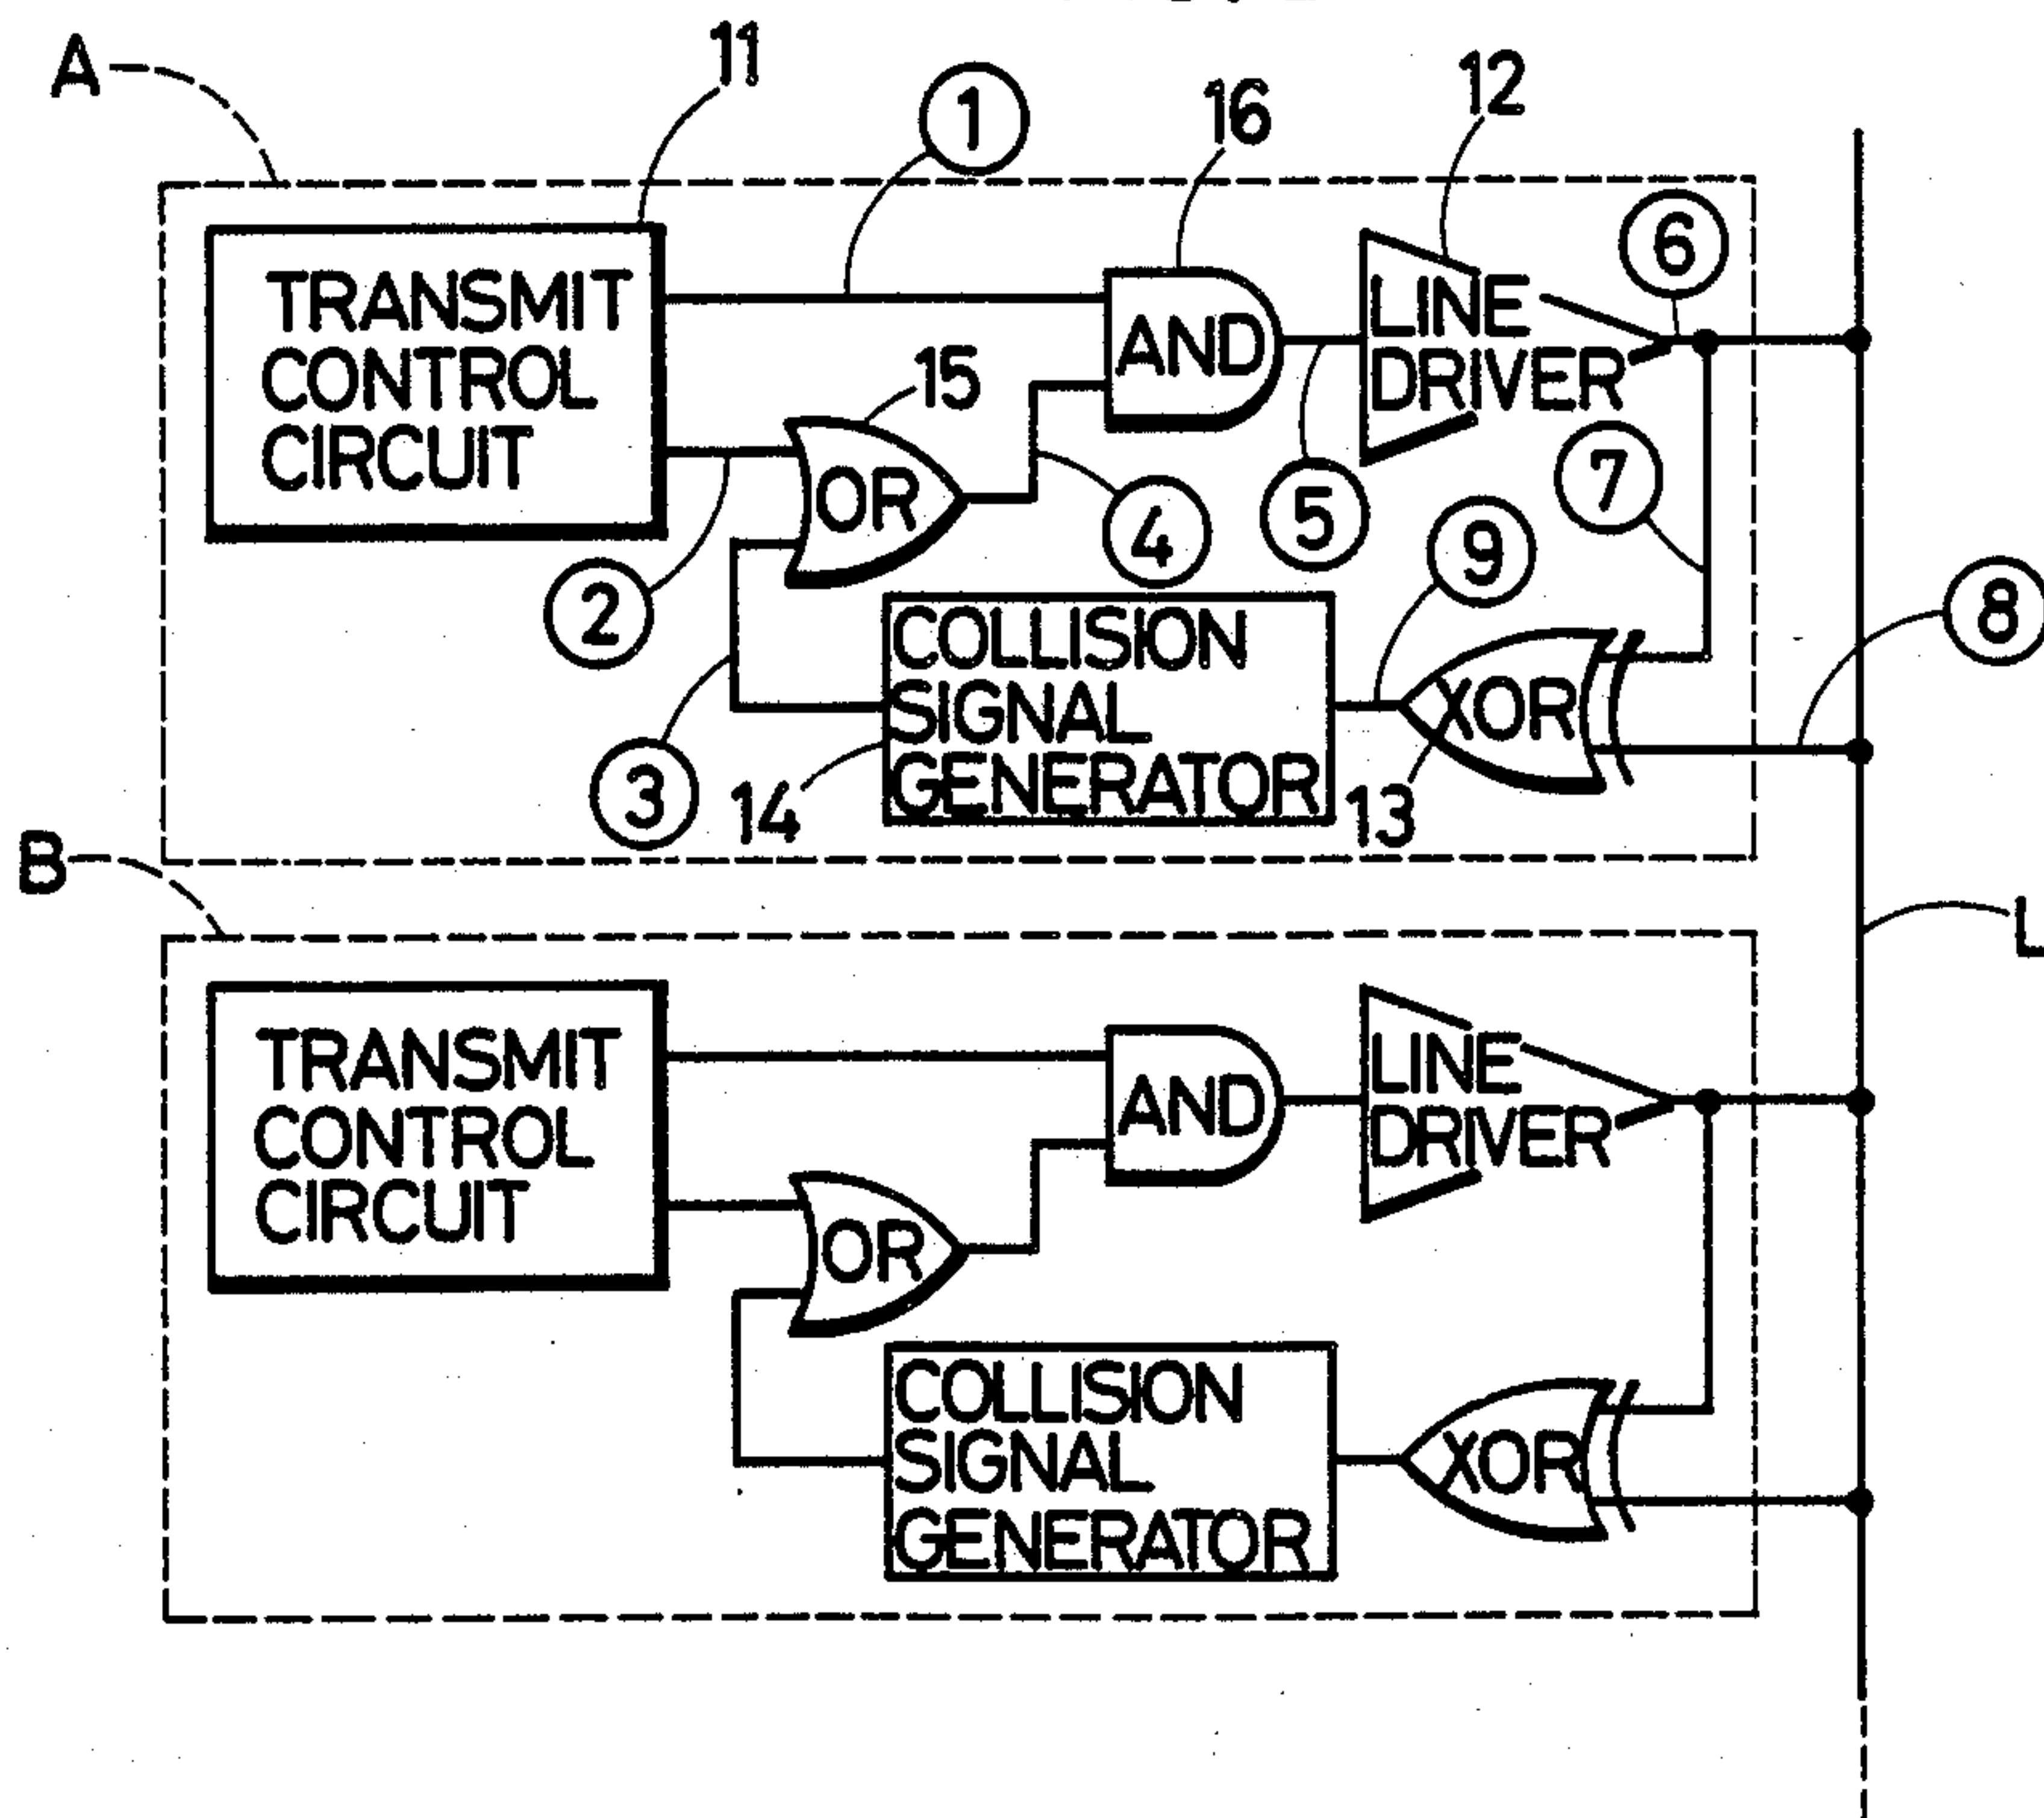 A
11
1
16
12
6
TRANSMIT
CONTROL
CIRCUIT
AND
LINE
DRIVER
15
OR
2
4
5
7
9
8
COLLISION
SIGNAL
GENERATOR
XOR
3
14
13
B
L
TRANSMIT
CONTROL
CIRCUIT
AND
LINE
DRIVER
OR
COLLISION
SIGNAL
GENERATOR
XOR